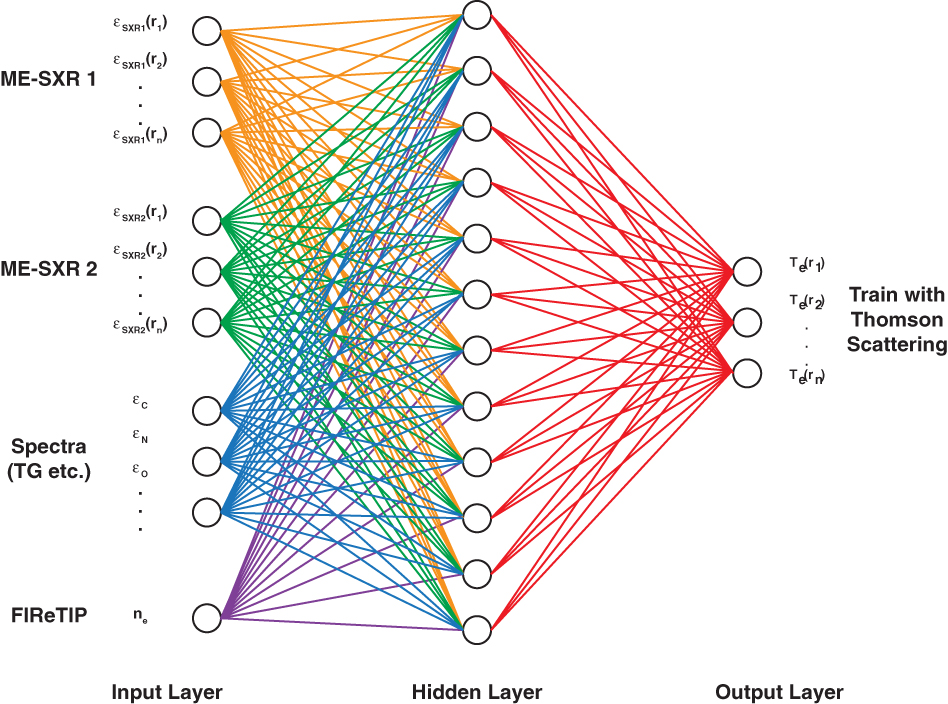 ε_SXR1(r_1)
ε_SXR1(r_2)
ME-SXR 1
.
.
.
ε_SXR1(r_n)
ε_SXR2(r_1)
ε_SXR2(r_2)
ME-SXR 2
.
.
.
ε_SXR2(r_n)
ε_C
ε_N
Spectra
(TG etc.)
ε_O
.
.
.
FIReTIP
n_e
T_e(r_1)
T_e(r_2)
.
.
.
T_e(r_n)
Train with
Thomson
Scattering
Input Layer
Hidden Layer
Output Layer